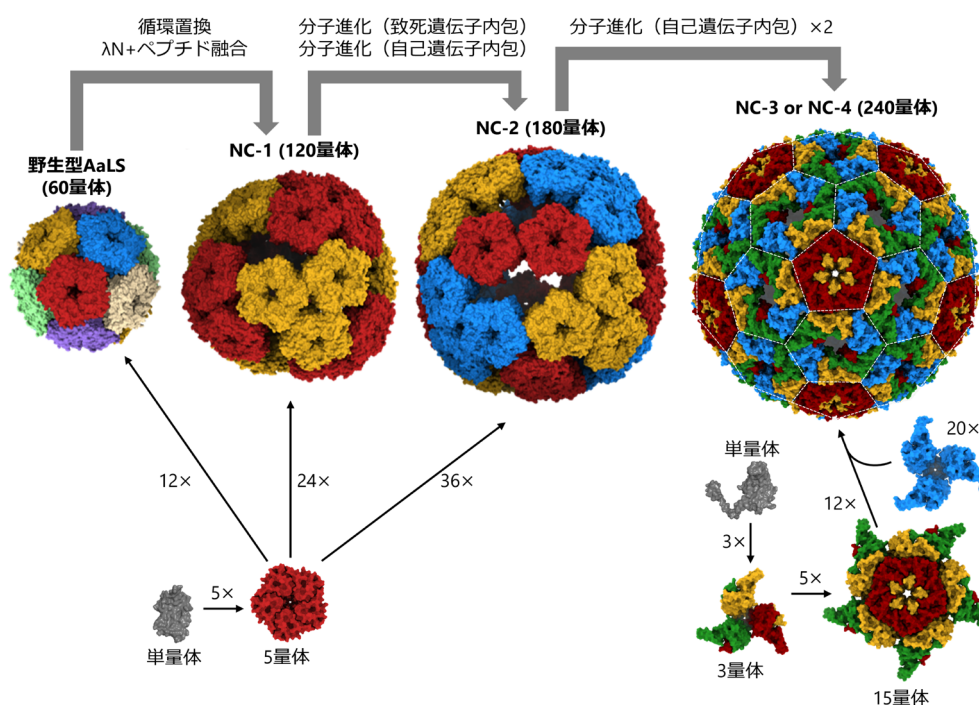 循環置換
λN+ペプチド融合
分子進化（致死遺伝子内包）
分子進化（自己遺伝子内包）
分子進化（自己遺伝子内包）×2
野生型AaLS
(60量体)
NC-1 (120量体)
NC-2 (180量体)
NC-3 or NC-4 (240量体)
12×
24×
36×
単量体
5×
5量体
単量体
3×
3量体
5×
15量体
12×
20×